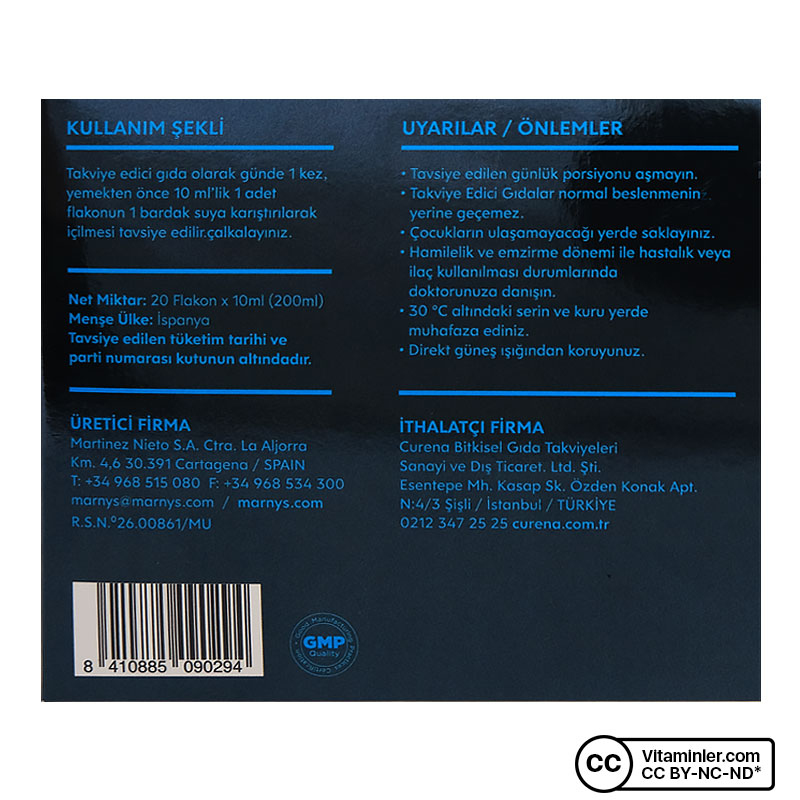 KULLANIM ŞEKLİ
Takviye edici gıda olarak günde 1 kez,
yemekten önce 10 ml'lik 1 adet
flakonun 1 bardak suya karıştırılarak
içilmesi tavsiye edilir.çalkalayınız.
Net Miktar: 20 Flakon x 10ml (200ml)
Menşe Ülke: İspanya
Tavsiye edilen tüketim tarihi ve
parti numarası kutunun altındadır.
ÜRETİCİ FİRMA
Martinez Nieto S.A. Ctra. La Aljorra
Km. 4,6 30.391 Cartagena / SPAIN
T: +34 968 515 080 F: +34 968 534 300
marnys@marnys.com / marnys.com
R.S.N.º26.00861/MU
UYARILAR / ÖNLEMLER
• Tavsiye edilen günlük porsiyonu aşmayın.
• Takviye Edici Gıdalar normal beslenmenin
yerine geçemez.
• Çocukların ulaşamayacağı yerde saklayınız.
• Hamilelik ve emzirme dönemi ile hastalık veya
ilaç kullanılması durumlarında
doktorunuza danışın.
• 30 °C altındaki serin ve kuru yerde
muhafaza ediniz.
• Direkt güneş ışığından koruyunuz.
İTHALATÇI FİRMA
Curena Bitkisel Gıda Takviyeleri
Sanayi ve Dış Ticaret. Ltd. Şti.
Esentepe Mh. Kasap Sk. Özden Konak Apt.
N:4/3 Şişli / İstanbul / TÜRKİYE
0212 347 25 25 curena.com.tr
8 410885 090294
Good Manufacturing
GMP
Quality
Practices Certification
CC
Vitaminler.com
CC BY-NC-ND*